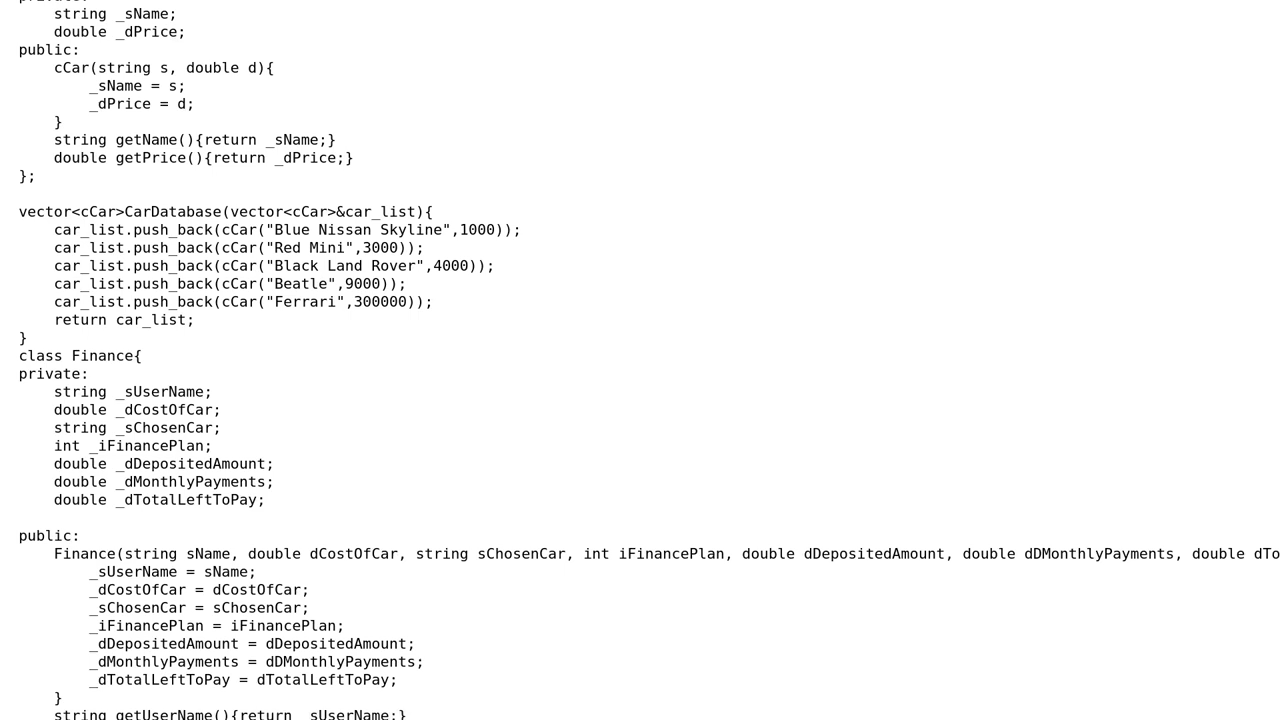 string _sName;
    double _dPrice;
public:
    cCar(string s, double d){
        _sName = s;
        _dPrice = d;
    }
    string getName(){return _sName;}
    double getPrice(){return _dPrice;}
};

vector<cCar>CarDatabase(vector<cCar>&car_list){
    car_list.push_back(cCar("Blue Nissan Skyline",1000));
    car_list.push_back(cCar("Red Mini",3000));
    car_list.push_back(cCar("Black Land Rover",4000));
    car_list.push_back(cCar("Beatle",9000));
    car_list.push_back(cCar("Ferrari",300000));
    return car_list;
}
class Finance{
private:
    string _sUserName;
    double _dCostOfCar;
    string _sChosenCar;
    int _iFinancePlan;
    double _dDepositedAmount;
    double _dMonthlyPayments;
    double _dTotalLeftToPay;

public:
    Finance(string sName, double dCostOfCar, string sChosenCar, int iFinancePlan, double dDepositedAmount, double dDMonthlyPayments, double dTo
        _sUserName = sName;
        _dCostOfCar = dCostOfCar;
        _sChosenCar = sChosenCar;
        _iFinancePlan = iFinancePlan;
        _dDepositedAmount = dDepositedAmount;
        _dMonthlyPayments = dDMonthlyPayments;
        _dTotalLeftToPay = dTotalLeftToPay;
    }
    string getUserName(){return _sUserName;}